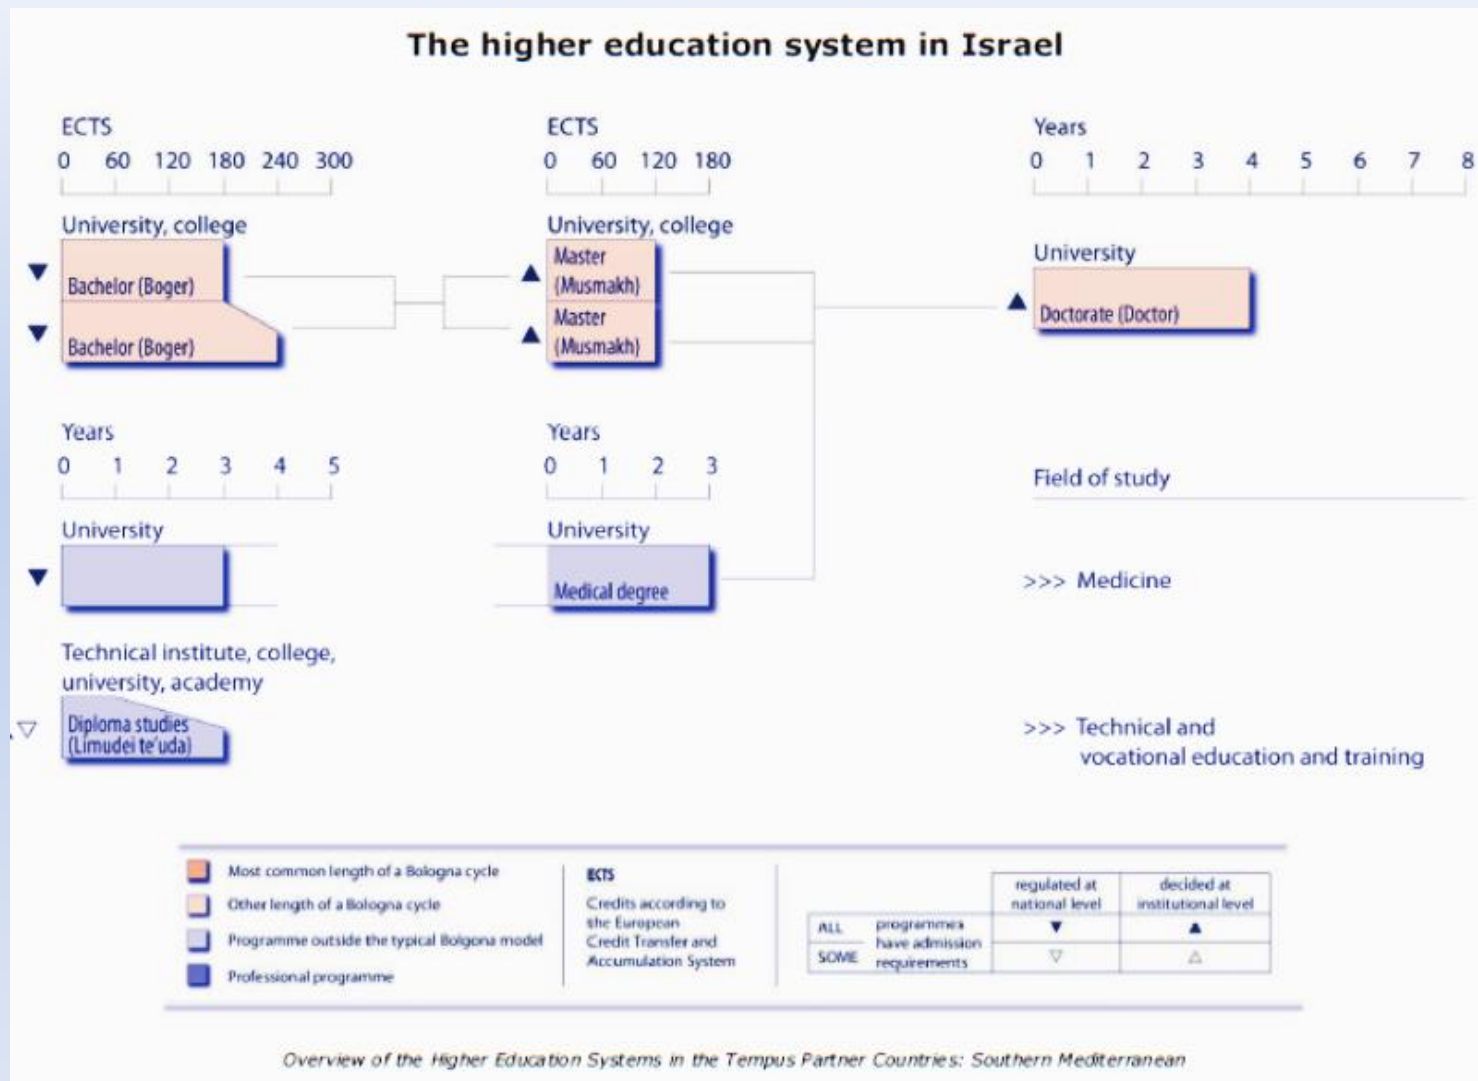 The higher education system in Israel
ECTS
0 60 120 180 240 300
University, college
Bachelor (Boger)
Bachelor (Boger)
ECTS
0 60 120 180
University, college
Master
(Musmakh)
Master
(Musmakh)
Years
0 1 2 3 4 5 6 7 8
University
Doctorate (Doctor)
Years
0 1 2 3 4 5
University
Years
0 1 2 3
University
Medical degree
Field of study
>>> Medicine
Technical institute, college,
university, academy
Diploma studies
(Limudei te'uda)
>>> Technical and
vocational education and training
Most common length of a Bologna cycle
Other length of a Bologna cycle
Programme outside the typical Bolgona model
Professional programme
ECTS
Credits according to
the European
Credit Transfer and
Accumulation System
regulated at
national level
decided at
institutional level
ALL
SOME
programmes
have admission
requirements
Overview of the Higher Education Systems in the Tempus Partner Countries: Southern Mediterranean